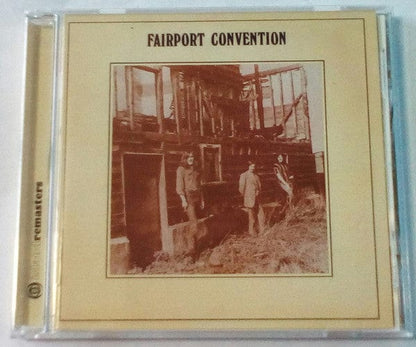 FAIRPORT CONVENTION
remasters